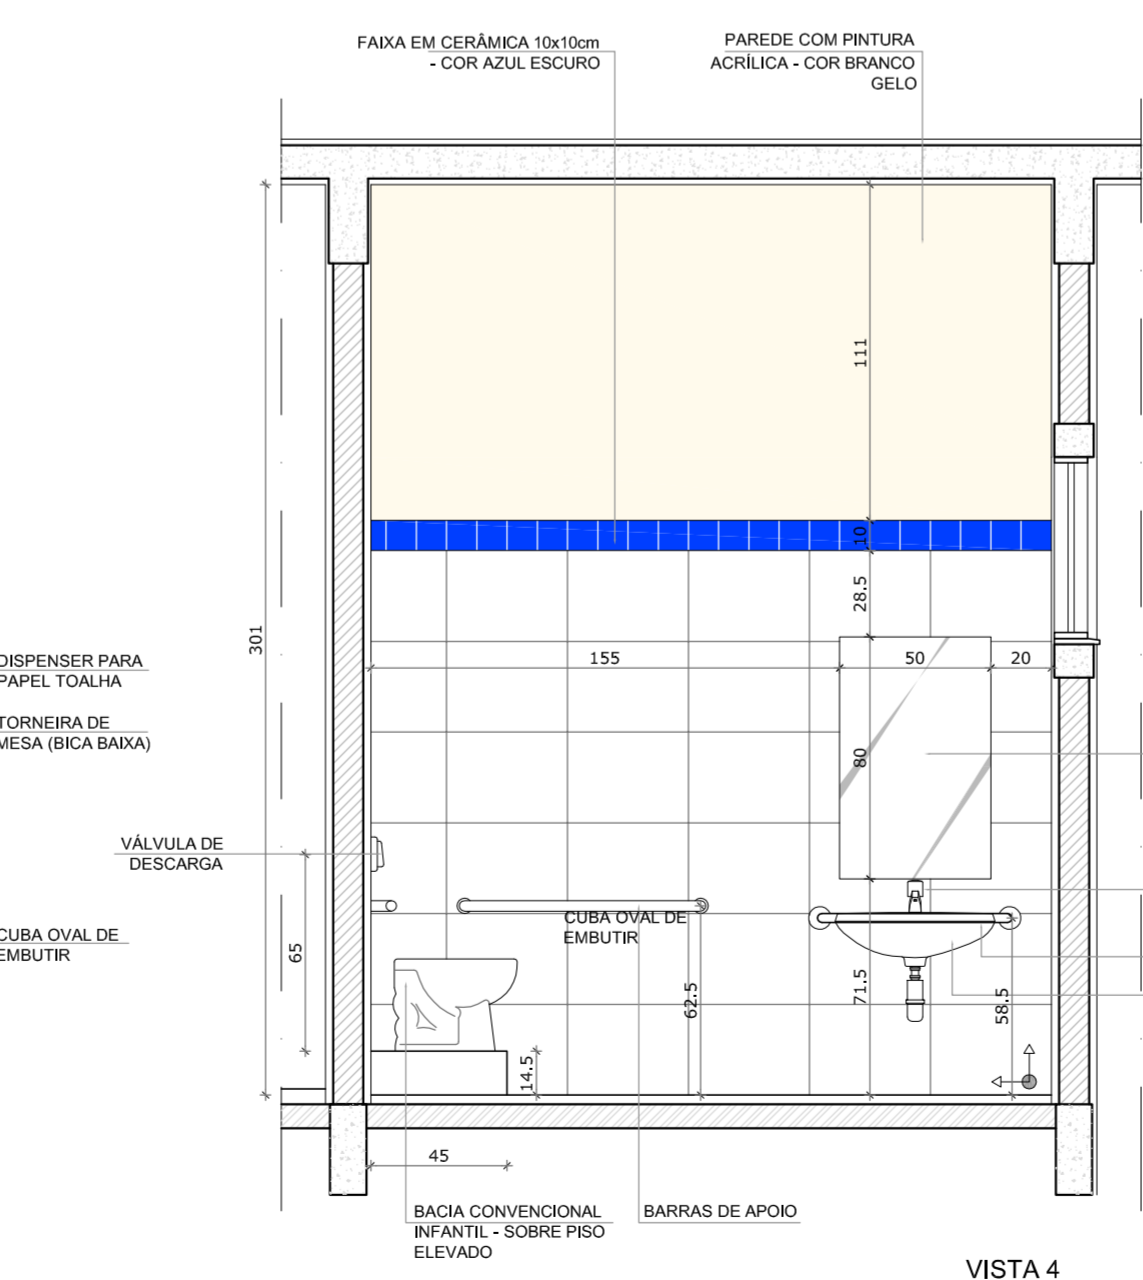 FAIXA EM CERÂMICA 10x10cm
- COR AZUL ESCURO
PAREDE COM PINTURA
ACRÍLICA - COR BRANCO
GELO
111
10
28.5
301
155
50
20
DISPENSER PARA
PAPEL TOALHA
TORNEIRA DE
MESA (BICA BAIXA)
80
VÁLVULA DE
DESCARGA
CUBA OVAL DE
EMBUTIR
CUBA OVAL DE
EMBUTIR
65
62.5
71.5
58.5
14.5
45
BACIA CONVENCIONAL
INFANTIL - SOBRE PISO
ELEVADO
BARRAS DE APOIO
VISTA 4